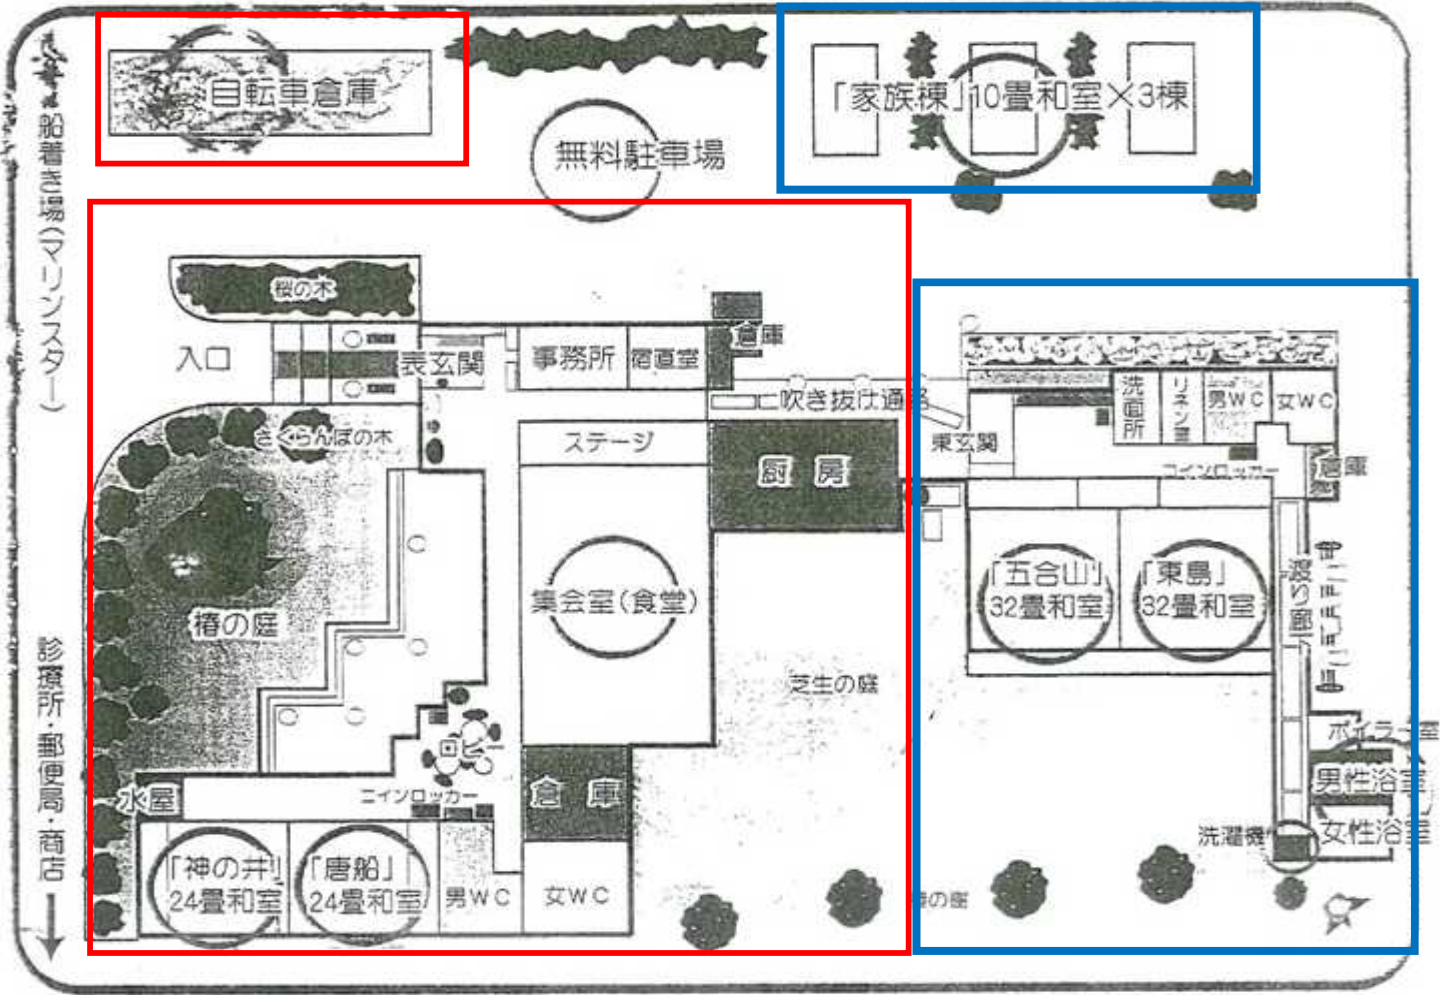 自転車倉庫
「家族棟」10畳和室×3棟
無料駐車場
船着き場(マリンスター)
桜の木
倉庫
入口
表玄関
事務所
宿直室
吹き抜け通路
洗面所
リネン室
男WC
女WC
さくらんぼの木
ステージ
東玄関
厨房
コインロッカー
倉庫
「五合山」
32畳和室
「東島」
32畳和室
渡り廊下
集会室(食堂)
椿の庭
芝生の庭
診療所・郵便局・商店
ロビー
ボイラー室
男性浴室
女性浴室
洗濯機
水屋
コインロッカー
倉庫
「神の井」
24畳和室
「唐船」
24畳和室
男WC
女WC
の庭